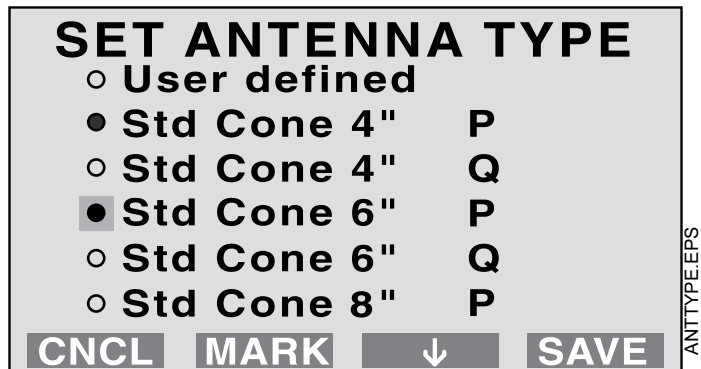 SET ANTENNA TYPE
User defined
Std Cone 4" P
Std Cone 4" Q
Std Cone 6" P
Std Cone 6" Q
Std Cone 8" P
CNCL MARK ↓ SAVE
ANTTYPE.EPS